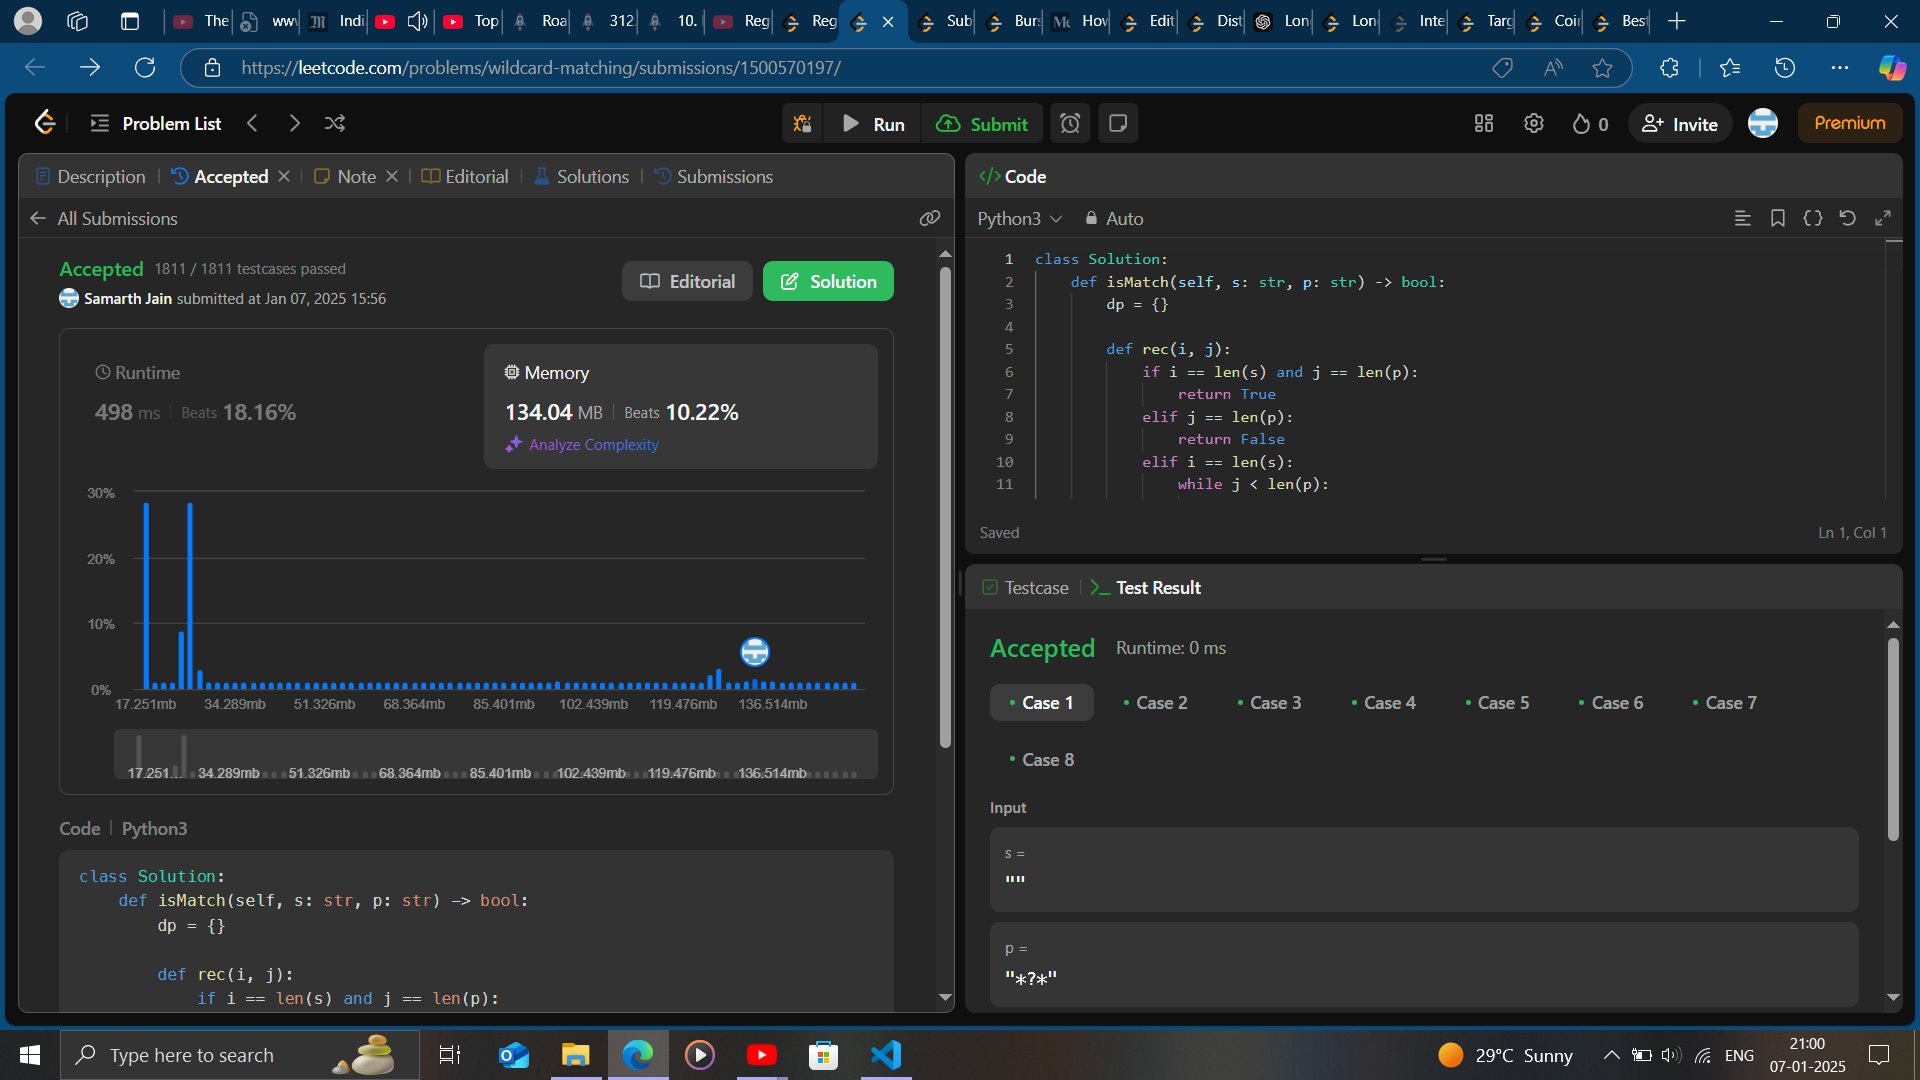 The
www
Indi
Top
Roa
312.
10.
Reg
Reg
Sub
Burs
How
Edit
Dist
Lon
Lon
Inte
Targ
Coi
Best
https://leetcode.com/problems/wildcard-matching/submissions/1500570197/
Problem List
Run
Submit
0
Invite
Premium
Description
Accepted
Note
Editorial
Solutions
Submissions
All Submissions
Accepted 1811 / 1811 testcases passed
Samarth Jain submitted at Jan 07, 2025 15:56
Editorial
Solution
Runtime
498 ms Beats 18.16%
Memory
134.04 MB Beats 10.22%
Analyze Complexity
30%
20%
10%
0%
17.251mb 34.289mb 51.326mb 68.364mb 85.401mb 102.439mb 119.476mb 136.514mb
17.251... 34.289mb 51.326mb 68.364mb 85.401mb 102.439mb 119.476mb 136.514mb
Code Python3
class Solution:
def isMatch(self, s: str, p: str) -> bool:
dp = {}
def rec(i, j):
if i == len(s) and j == len(p):
</> Code
Python3 Auto
1 class Solution:
2 def isMatch(self, s: str, p: str) -> bool:
3 dp = {}
4
5 def rec(i, j):
6 if i == len(s) and j == len(p):
7 return True
8 elif j == len(p):
9 return False
10 elif i == len(s):
11 while j < len(p):
Saved
Ln 1, Col 1
Testcase
Test Result
Accepted Runtime: 0 ms
Case 1 Case 2 Case 3 Case 4 Case 5 Case 6 Case 7
Case 8
Input
s =
""
p =
"*?*"
Type here to search
29°C Sunny
ENG
21:00
07-01-2025